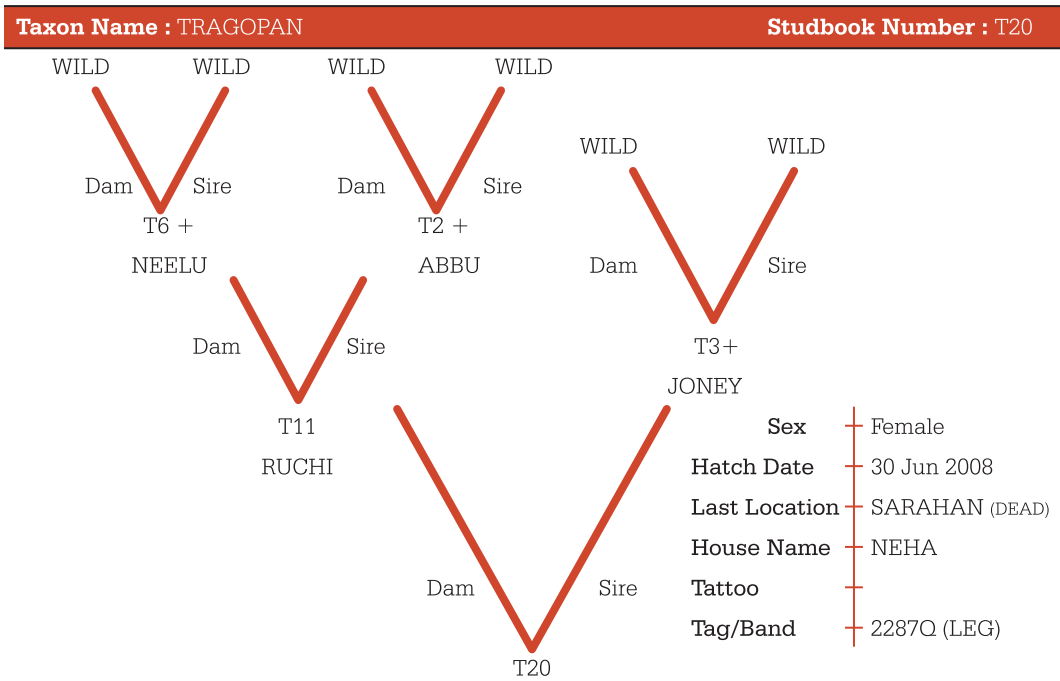 Taxon Name : TRAGOPAN Studbook Number : T20
WILD WILD WILD WILD
WILD WILD
Dam Sire Dam Sire
T6 + T2 +
NEELU ABBU Dam Sire
Dam Sire T3+
JONEY
T11 Sex Female
RUCHI Hatch Date 30 Jun 2008
Last Location SARAHAN (DEAD)
House Name NEHA
Dam Sire Tattoo
Tag/Band 2287Q (LEG)
T20